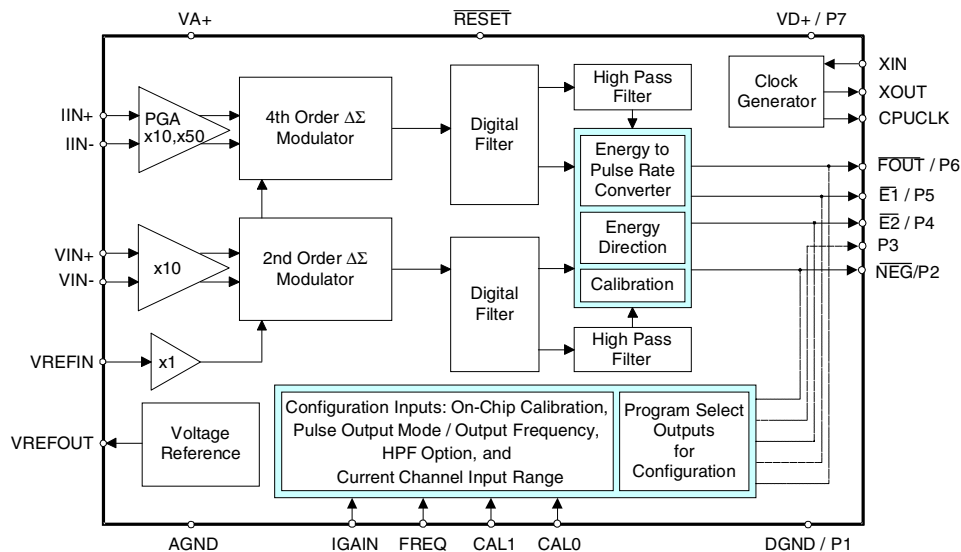 VA+
RESET
VD+ / P7
IIN+
IIN-
PGA
x10,x50
4th Order ΔΣ
Modulator
Digital
Filter
High Pass
Filter
Clock
Generator
XIN
XOUT
CPUCLK
Energy to
Pulse Rate
Converter
Energy
Direction
Calibration
FOUT / P6
E1 / P5
E2 / P4
P3
NEG/P2
VIN+
VIN-
x10
2nd Order ΔΣ
Modulator
Digital
Filter
High Pass
Filter
VREFIN
x1
VREFOUT
Voltage
Reference
Configuration Inputs: On-Chip Calibration,
Pulse Output Mode / Output Frequency,
HPF Option, and
Current Channel Input Range
Program Select
Outputs
for
Configuration
AGND
IGAIN
FREQ
CAL1
CAL0
DGND / P1